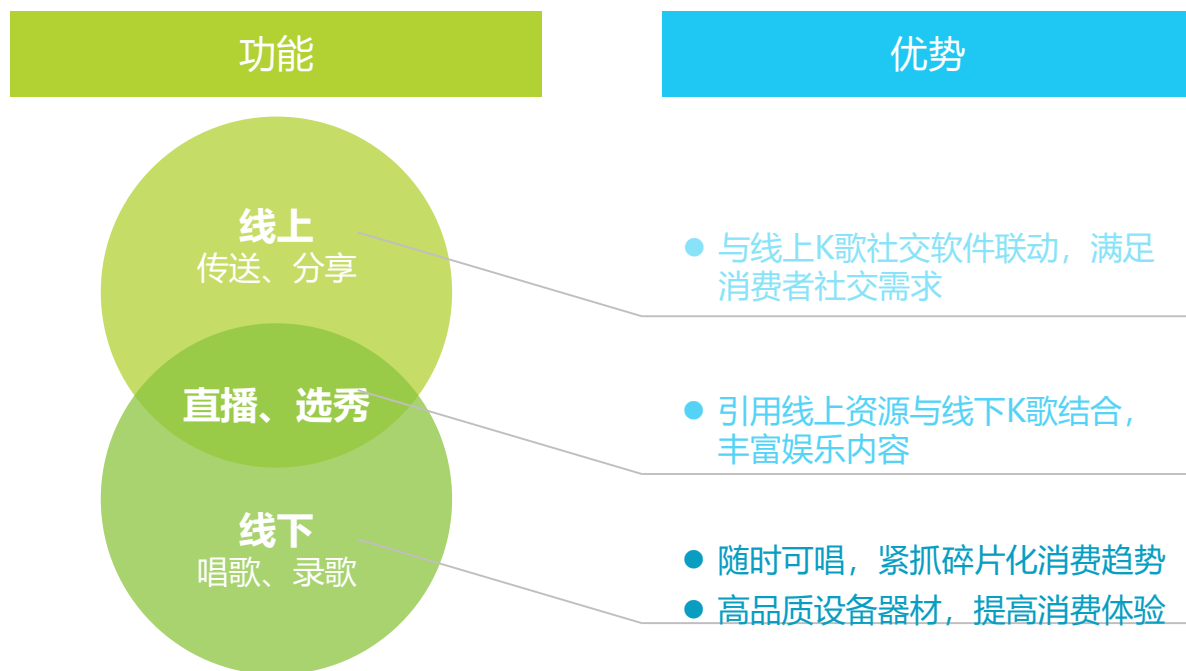 功能
优势
线上
传送、分享
● 与线上K歌社交软件联动，满足
消费者社交需求
直播、选秀
● 引用线上资源与线下K歌结合，
丰富娱乐内容
线下
唱歌、录歌
● 随时可唱，紧抓碎片化消费趋势
● 高品质设备器材，提高消费体验